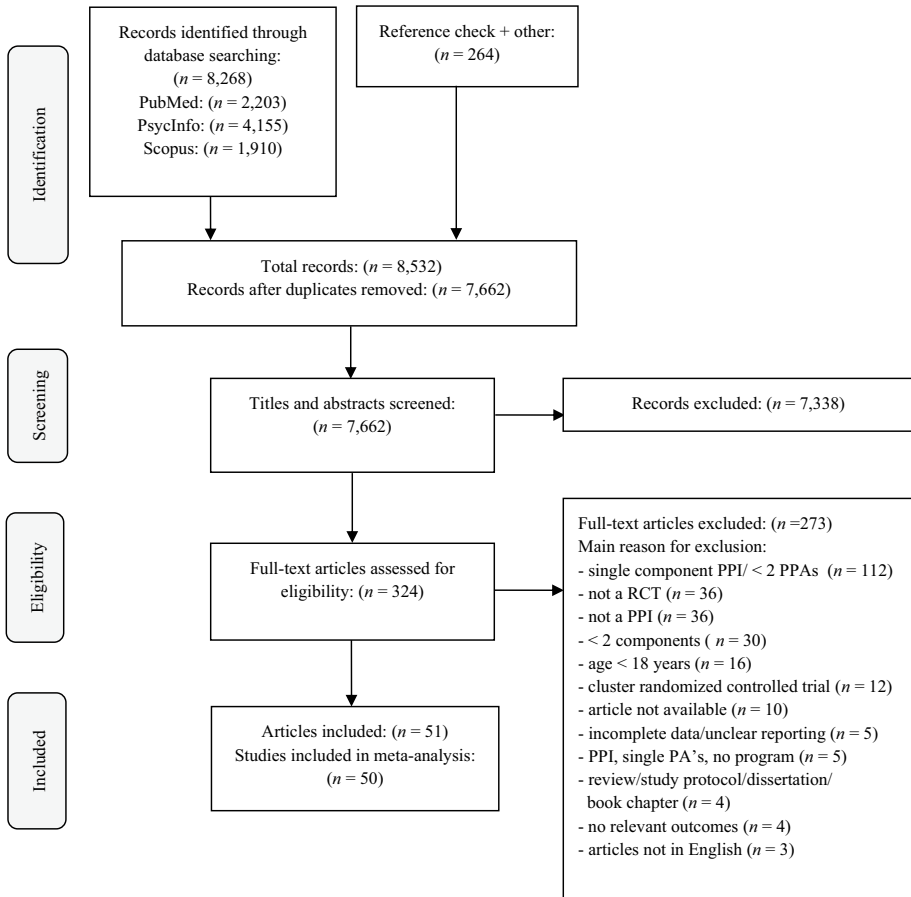 Identification
Records identified through
database searching:
(n = 8,268)
PubMed: (n = 2,203)
PsycInfo: (n = 4,155)
Scopus: (n = 1,910)
Reference check + other:
(n = 264)
Total records: (n = 8,532)
Records after duplicates removed: (n = 7,662)
Screening
Titles and abstracts screened:
(n = 7,662)
Records excluded: (n = 7,338)
Eligibility
Full-text articles assessed for
eligibility: (n = 324)
Full-text articles excluded: (n =273)
Main reason for exclusion:
- single component PPI/ < 2 PPAs (n = 112)
- not a RCT (n = 36)
- not a PPI (n = 36)
- < 2 components ( n = 30)
- age < 18 years (n = 16)
- cluster randomized controlled trial (n = 12)
- article not available (n = 10)
- incomplete data/unclear reporting (n = 5)
- PPI, single PA's, no program (n = 5)
- review/study protocol/dissertation/
book chapter (n = 4)
- no relevant outcomes (n = 4)
- articles not in English (n = 3)
Included
Articles included: (n = 51)
Studies included in meta-analysis:
(n = 50)